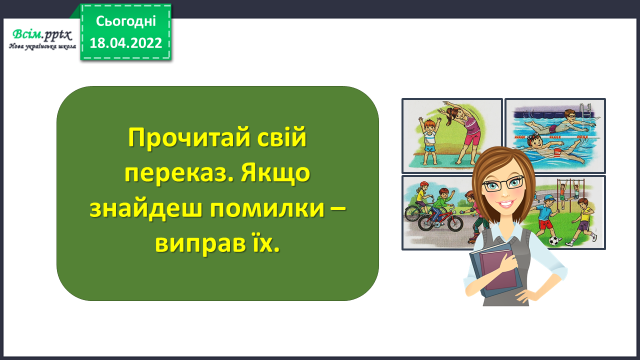 Всім.pptx
Нова українська школа
Сьогодні
18.04.2022
Прочитай свій
переказ. Якщо
знайдеш помилки –
виправ їх.